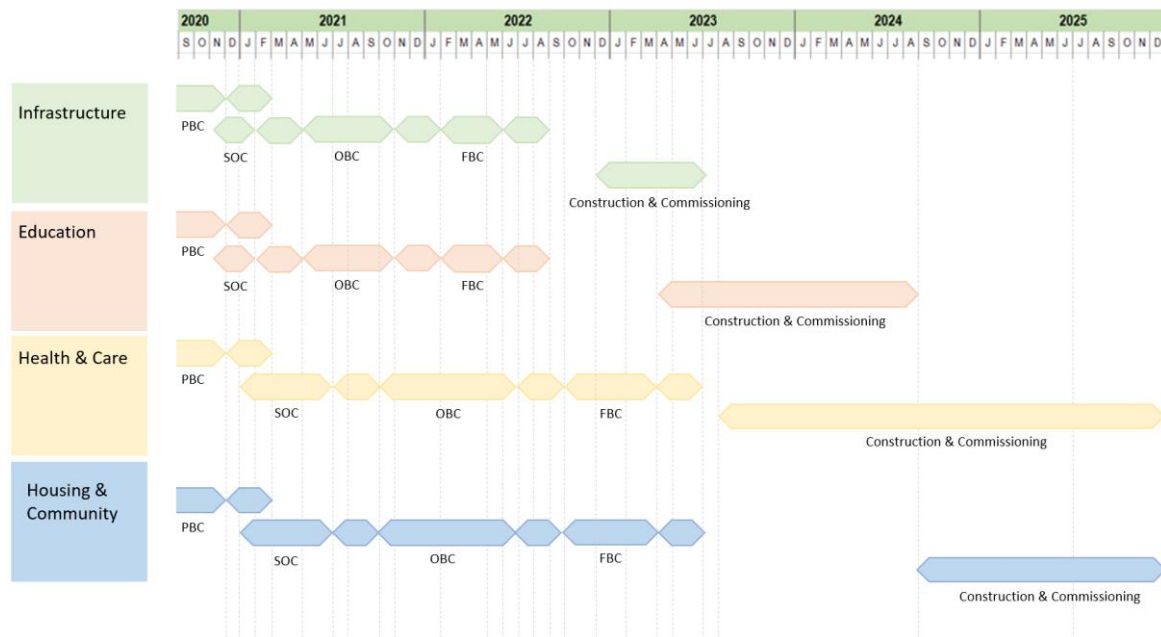 2020 2021 2022 2023 2024 2025
S O N D J F M A M J J A S O N D J F M A M J J A S O N D J F M A M J J A S O N D J F M A M J J A S O N D J F M A M J J A S O N D
Infrastructure
PBC
SOC
OBC
FBC
Construction & Commissioning
Education
PBC
SOC
OBC
FBC
Construction & Commissioning
Health & Care
PBC
SOC
OBC
FBC
Construction & Commissioning
Housing &
Community
PBC
SOC
OBC
FBC
Construction & Commissioning